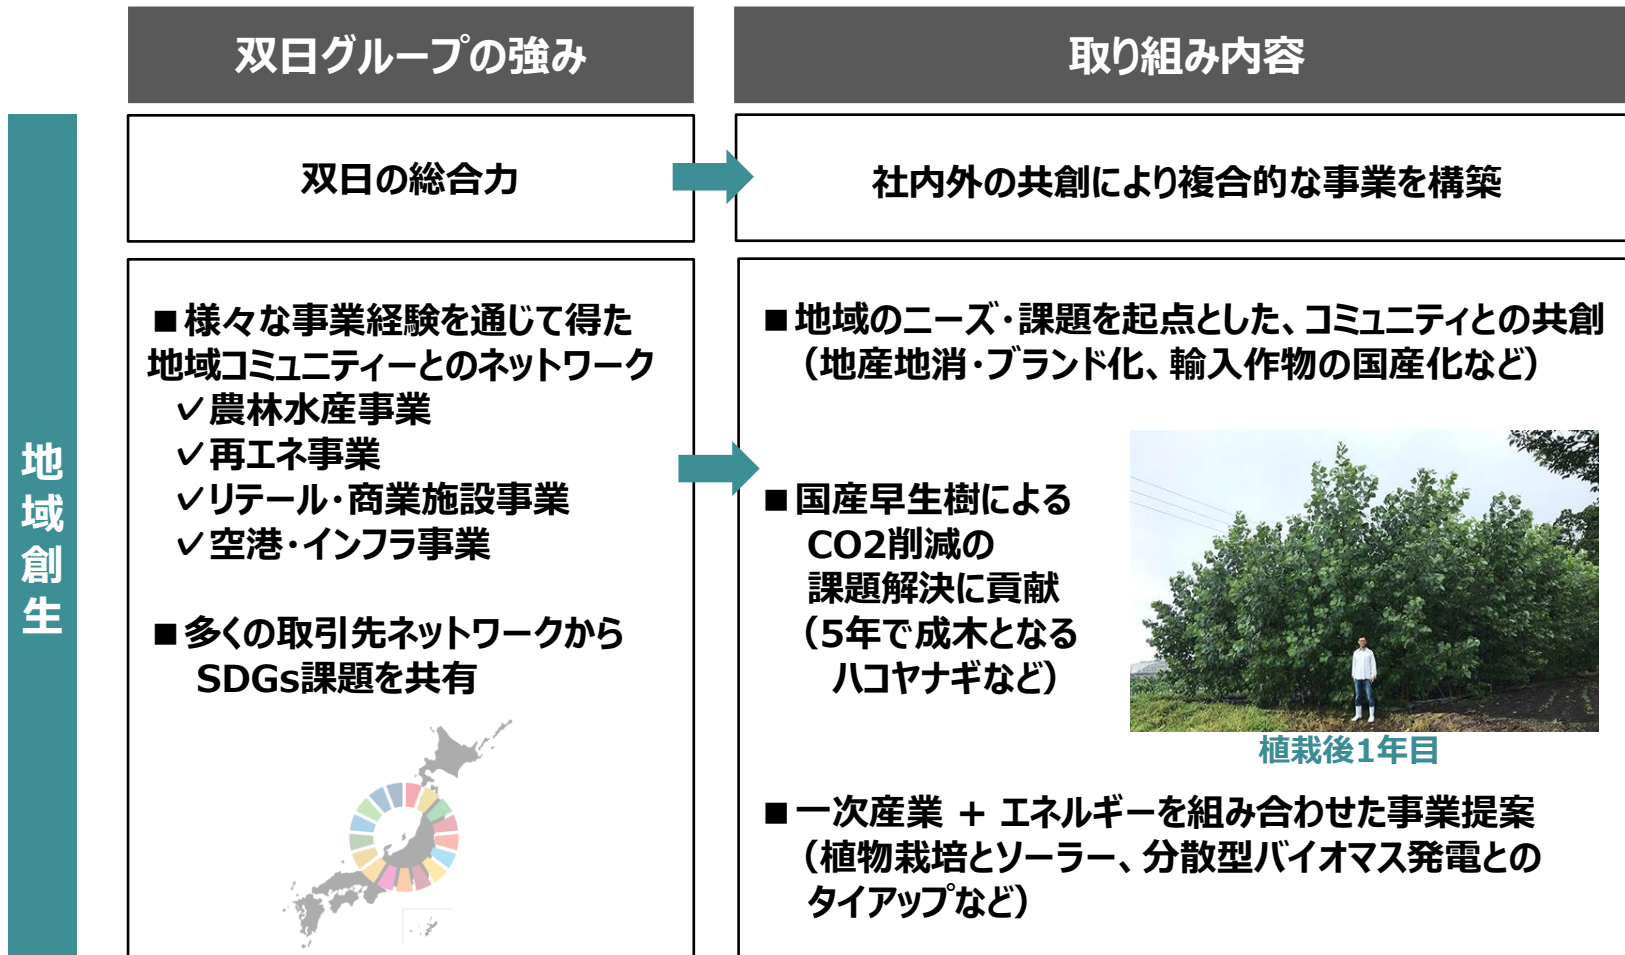 双日グループの強み
取り組み内容
地域創生
双日の総合力
社内外の共創により複合的な事業を構築
■様々な事業経験を通じて得た
地域コミュニティーとのネットワーク
✓農林水産事業
✓再エネ事業
✓リテール・商業施設事業
✓空港・インフラ事業
■多くの取引先ネットワークから
SDGs課題を共有
■地域のニーズ・課題を起点とした、コミュニティとの共創
（地産地消・ブランド化、輸入作物の国産化など）
■国産早生樹による
CO2削減の
課題解決に貢献
（5年で成木となる
ハコヤナギなど）
植栽後1年目
■一次産業 + エネルギーを組み合わせた事業提案
（植物栽培とソーラー、分散型バイオマス発電との
タイアップなど）